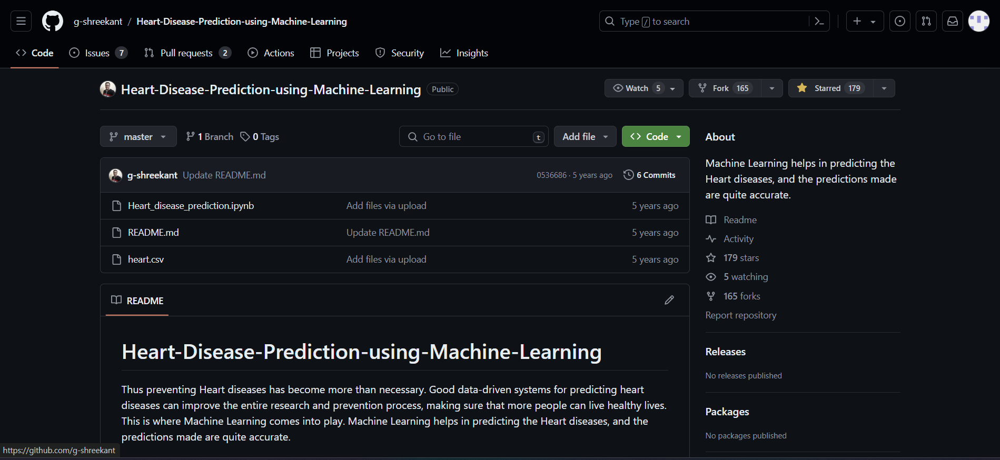 g-shreekant / Heart-Disease-Prediction-using-Machine-Learning
Type / to search
Code Issues 7 Pull requests 2 Actions Projects Security Insights
Heart-Disease-Prediction-using-Machine-Learning Public
Watch 5 Fork 165 Starred 179
master 1 Branch 0 Tags Go to file t Add file Code
g-shreekant Update README.md 0536686 · 5 years ago 6 Commits
Heart_disease_prediction.ipynb Add files via upload 5 years ago
README.md Update README.md 5 years ago
heart.csv Add files via upload 5 years ago
README
Heart-Disease-Prediction-using-Machine-Learning
Thus preventing Heart diseases has become more than necessary. Good data-driven systems for predicting heart
diseases can improve the entire research and prevention process, making sure that more people can live healthy lives.
This is where Machine Learning comes into play. Machine Learning helps in predicting the Heart diseases, and the
predictions made are quite accurate.
About
Machine Learning helps in predicting the
Heart diseases, and the predictions made
are quite accurate.
Readme
Activity
179 stars
5 watching
165 forks
Report repository
Releases
No releases published
Packages
No packages published
https://github.com/g-shreekant